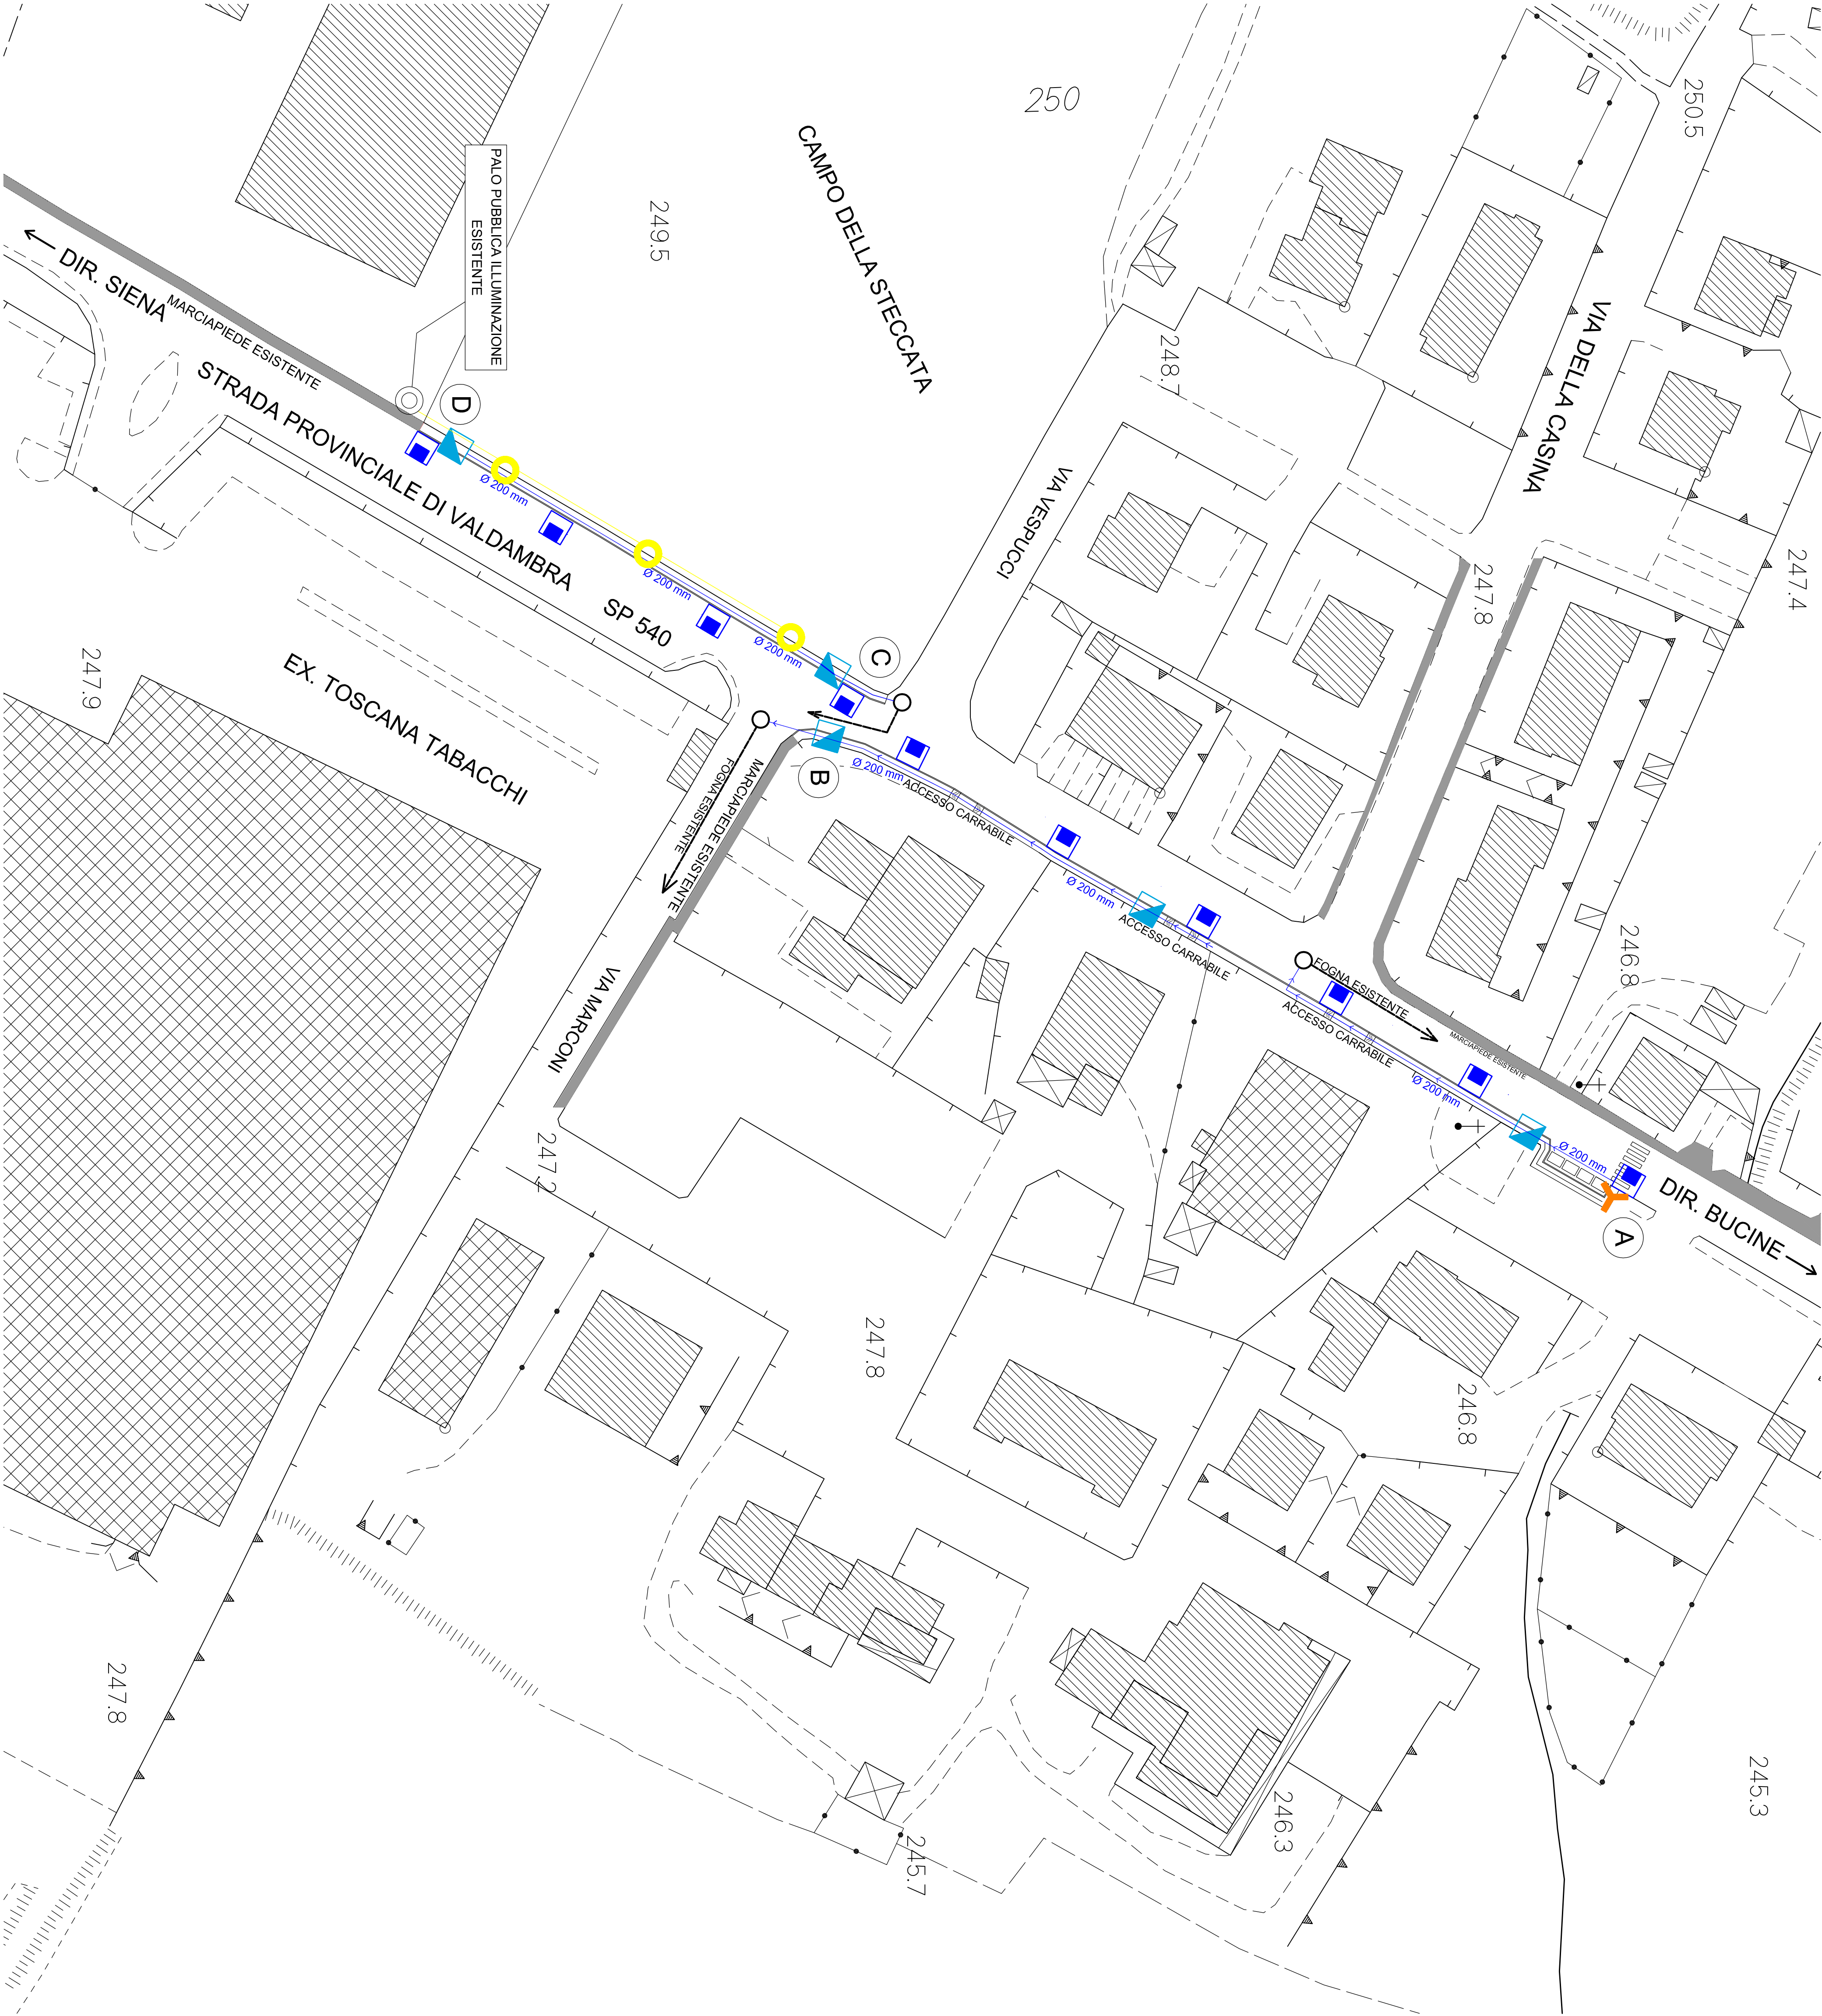 250
250.5
CAMPO DELLA STECCATA
PALO PUBBLICA ILLUMINAZIONE
ESISTENTE
249.5
DIR. SIENA
MARCIAPIEDE ESISTENTE
STRADA PROVINCIALE DI VALDAMBRA SP 540
VIA DELLA CASINA
248.7
VIA VESPUCCI
247.4
247.8
D
Ø 200 mm
Ø 200 mm
Ø 200 mm
C
247.9
EX. TOSCANA TABACCHI
B
Ø 200 mm
ACCESSO CARRABILE
FOGNA ESISTENTE
MARCIAPIEDE ESISTENTE
VIA MARCONI
Ø 200 mm
ACCESSO CARRABILE
246.8
FOGNA ESISTENTE
ACCESSO CARRABILE
MARCIAPIEDE ESISTENTE
Ø 200 mm
Ø 200 mm
DIR. BUCINE
A
247.2
247.8
246.8
247.8
245.3
246.3
245.7